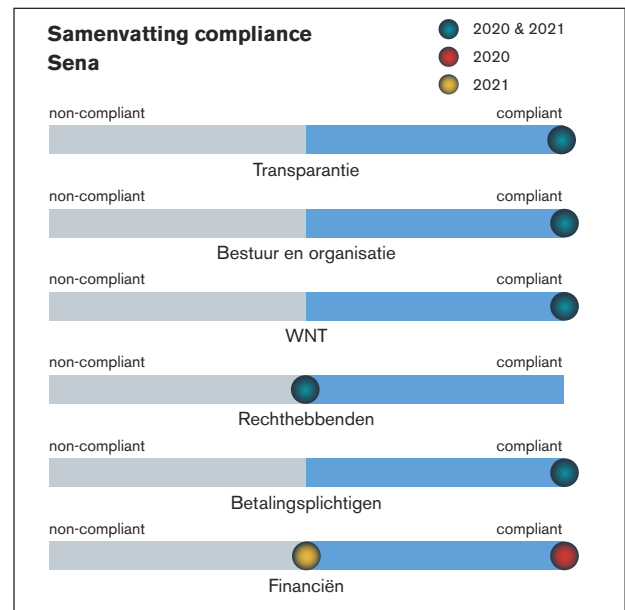 Samenvatting compliance
Sena
2020 & 2021
2020
2021
non-compliant compliant
Transparantie
non-compliant compliant
Bestuur en organisatie
non-compliant compliant
WNT
non-compliant compliant
Rechthebbenden
non-compliant compliant
Betalingsplichtigen
non-compliant compliant
Financiën